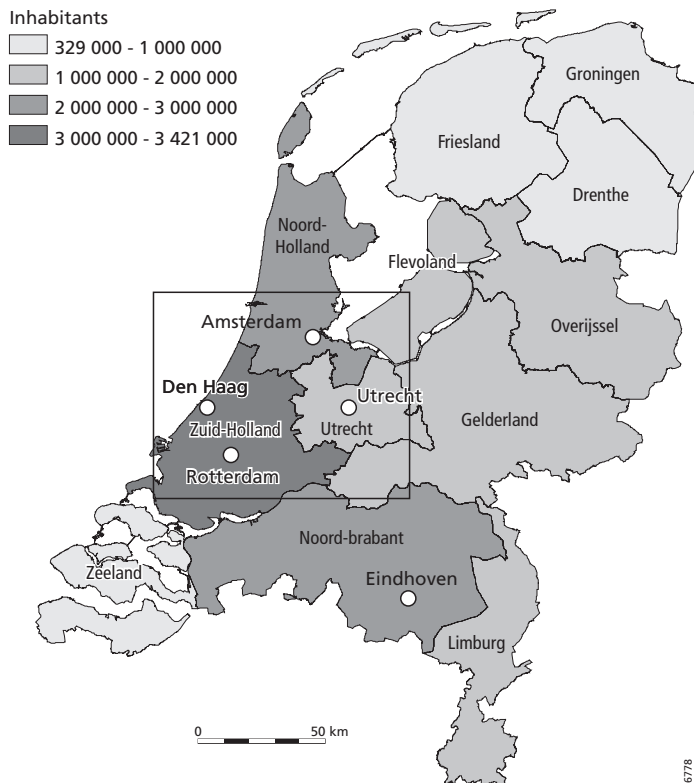 Inhabitants
329 000 - 1 000 000
1 000 000 - 2 000 000
2 000 000 - 3 000 000
3 000 000 - 3 421 000
Groningen
Friesland
Drenthe
Noord-
Holland
Flevoland
Amsterdam
Overijssel
Den Haag
Utrecht
Zuid-Holland
Utrecht
Gelderland
Rotterdam
Noord-brabant
Zeeland
Eindhoven
Limburg
0 50 km
6778